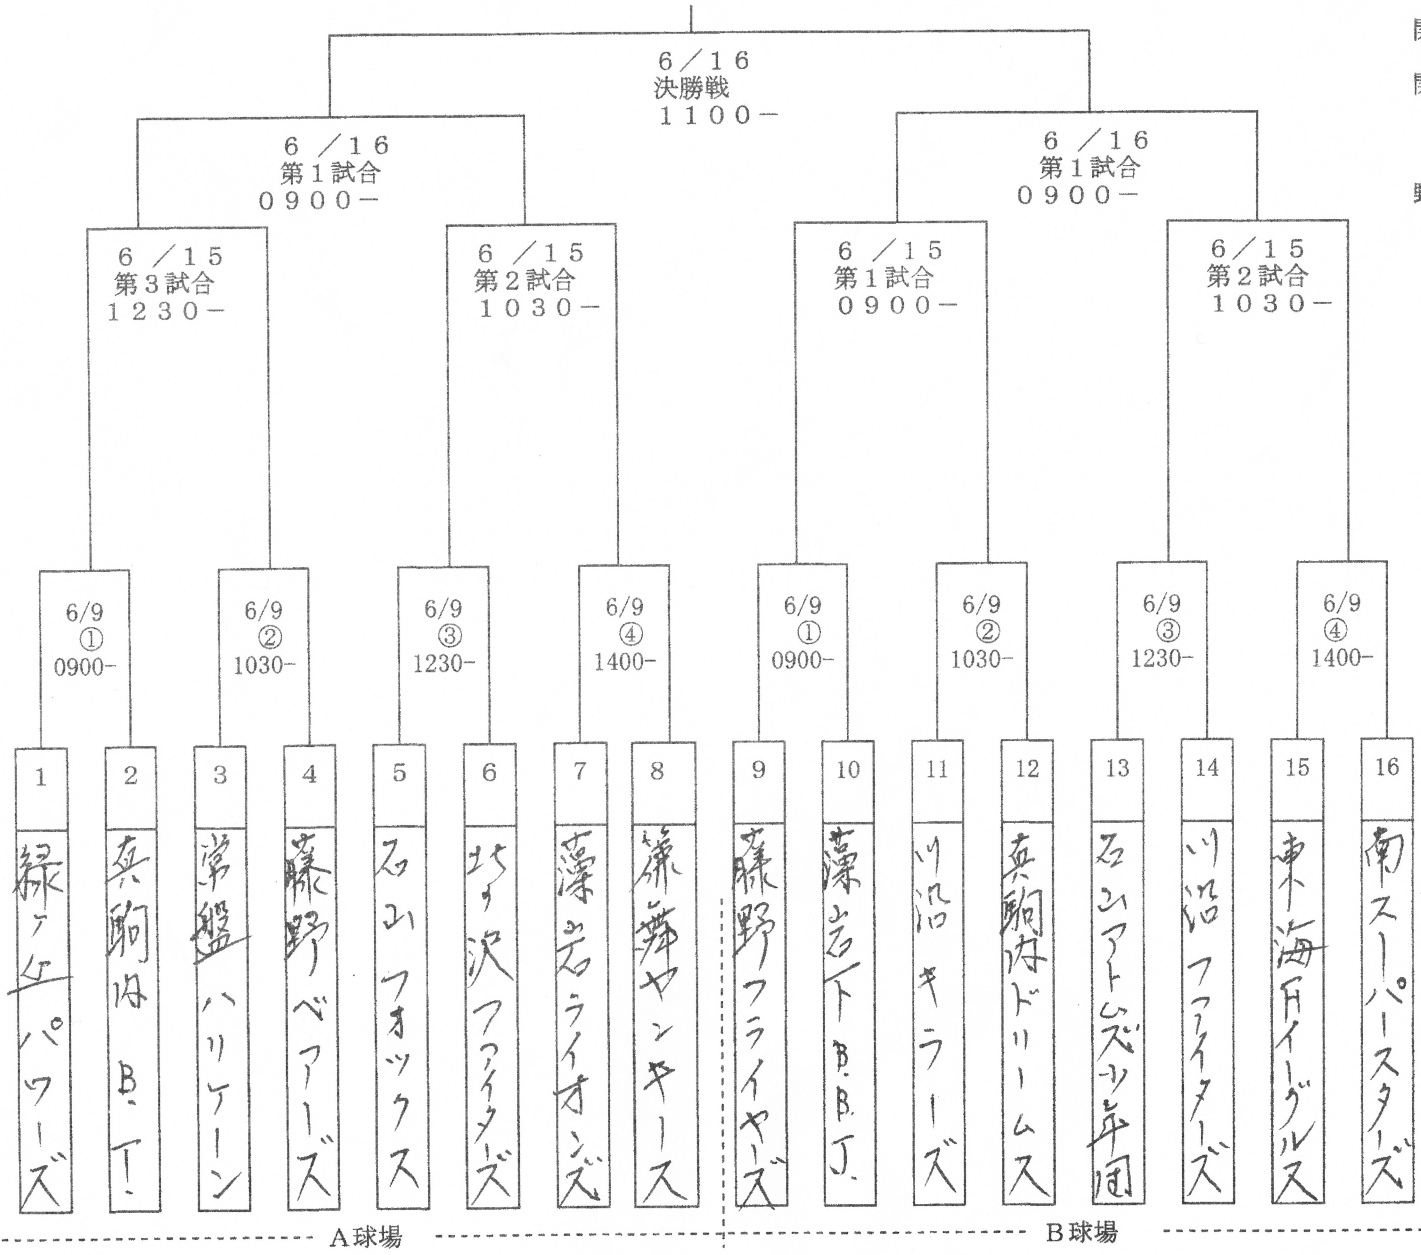 6／16
決勝戦
1100－
6／16
第1試合
0900－
6／16
第1試合
0900－
6／15
第3試合
1230－
6／15
第2試合
1030－
6／15
第1試合
0900－
6／15
第2試合
1030－
6/9
①
0900-
6/9
②
1030-
6/9
③
1230-
6/9
④
1400-
6/9
①
0900-
6/9
②
1030-
6/9
③
1230-
6/9
④
1400-
1
緑ヶ丘パワーズ
2
真駒内 B.T.
3
常盤ハリケーン
4
藤野ベアーズ
5
石山フォックス
6
北の沢ファイターズ
7
藻岩ライオンズ
8
簾舞ヤンキース
9
藤野フライヤーズ
10
藻岩下B.B.J.
11
川沿キラーズ
12
真駒内ドリームス
13
石山アトムズ少年団
14
川沿ファイターズ
15
東海Hイーグルス
16
南スーパースターズ
A球場
B球場